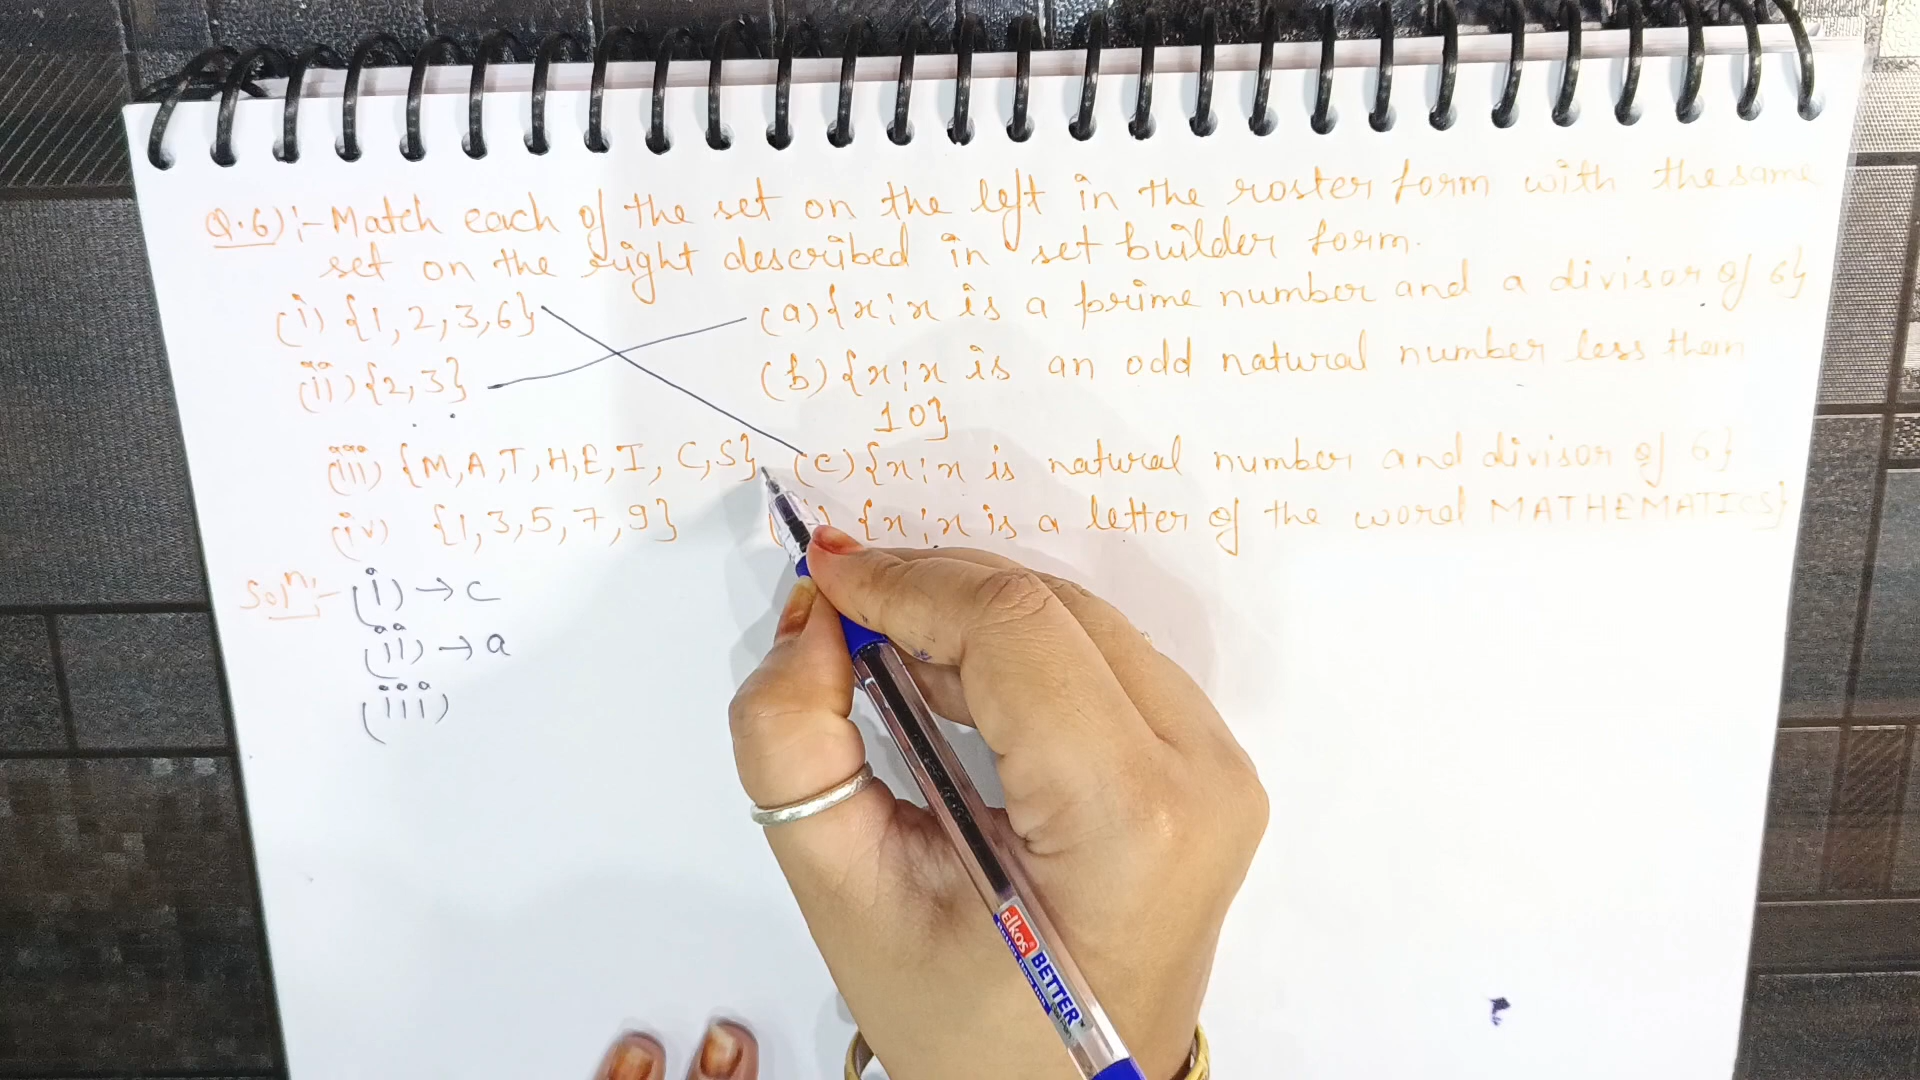 Q.6):- Match each of the set on the left in the roster form with the same
set on the right described in set builder form.
(i) {1, 2, 3, 6} (a) {x : x is a prime number and a divisor of 6}
(ii) {2, 3} (b) {x : x is an odd natural number less than
10}
(iii) {M, A, T, H, E, I, C, S} (c) {x : x is natural number and divisor of 6}
(iv) {1, 3, 5, 7, 9} {x : x is a letter of the word MATHEMATICS}
Solⁿ:- (i) → c
(ii) → a
(iii)
Elkos
BETTER